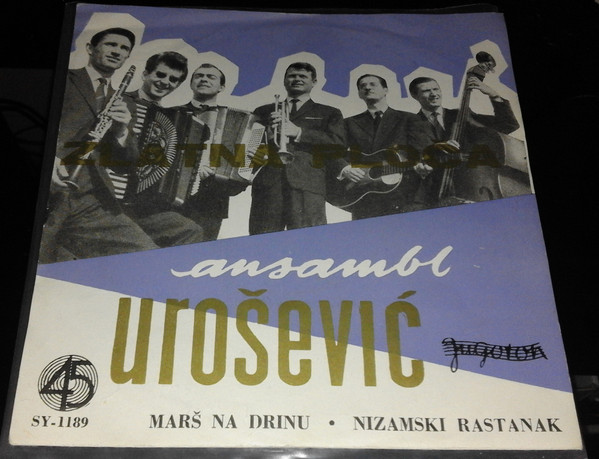 ZLATNA PLOČA
ansambl
urošević
Jugoton
45
SY-1189
MARŠ NA DRINU • NIZAMSKI RASTANAK